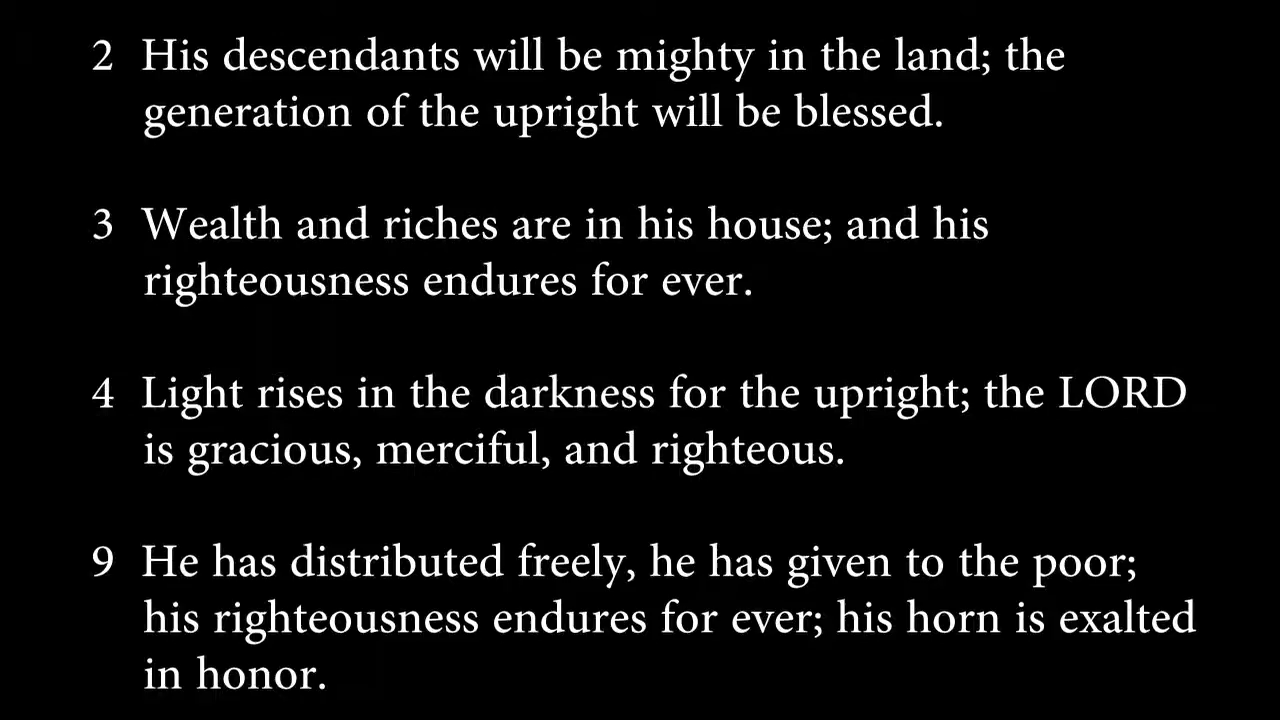 2 His descendants will be mighty in the land; the
generation of the upright will be blessed.
3 Wealth and riches are in his house; and his
righteousness endures for ever.
4 Light rises in the darkness for the upright; the LORD
is gracious, merciful, and righteous.
9 He has distributed freely, he has given to the poor;
his righteousness endures for ever; his horn is exalted
in honor.